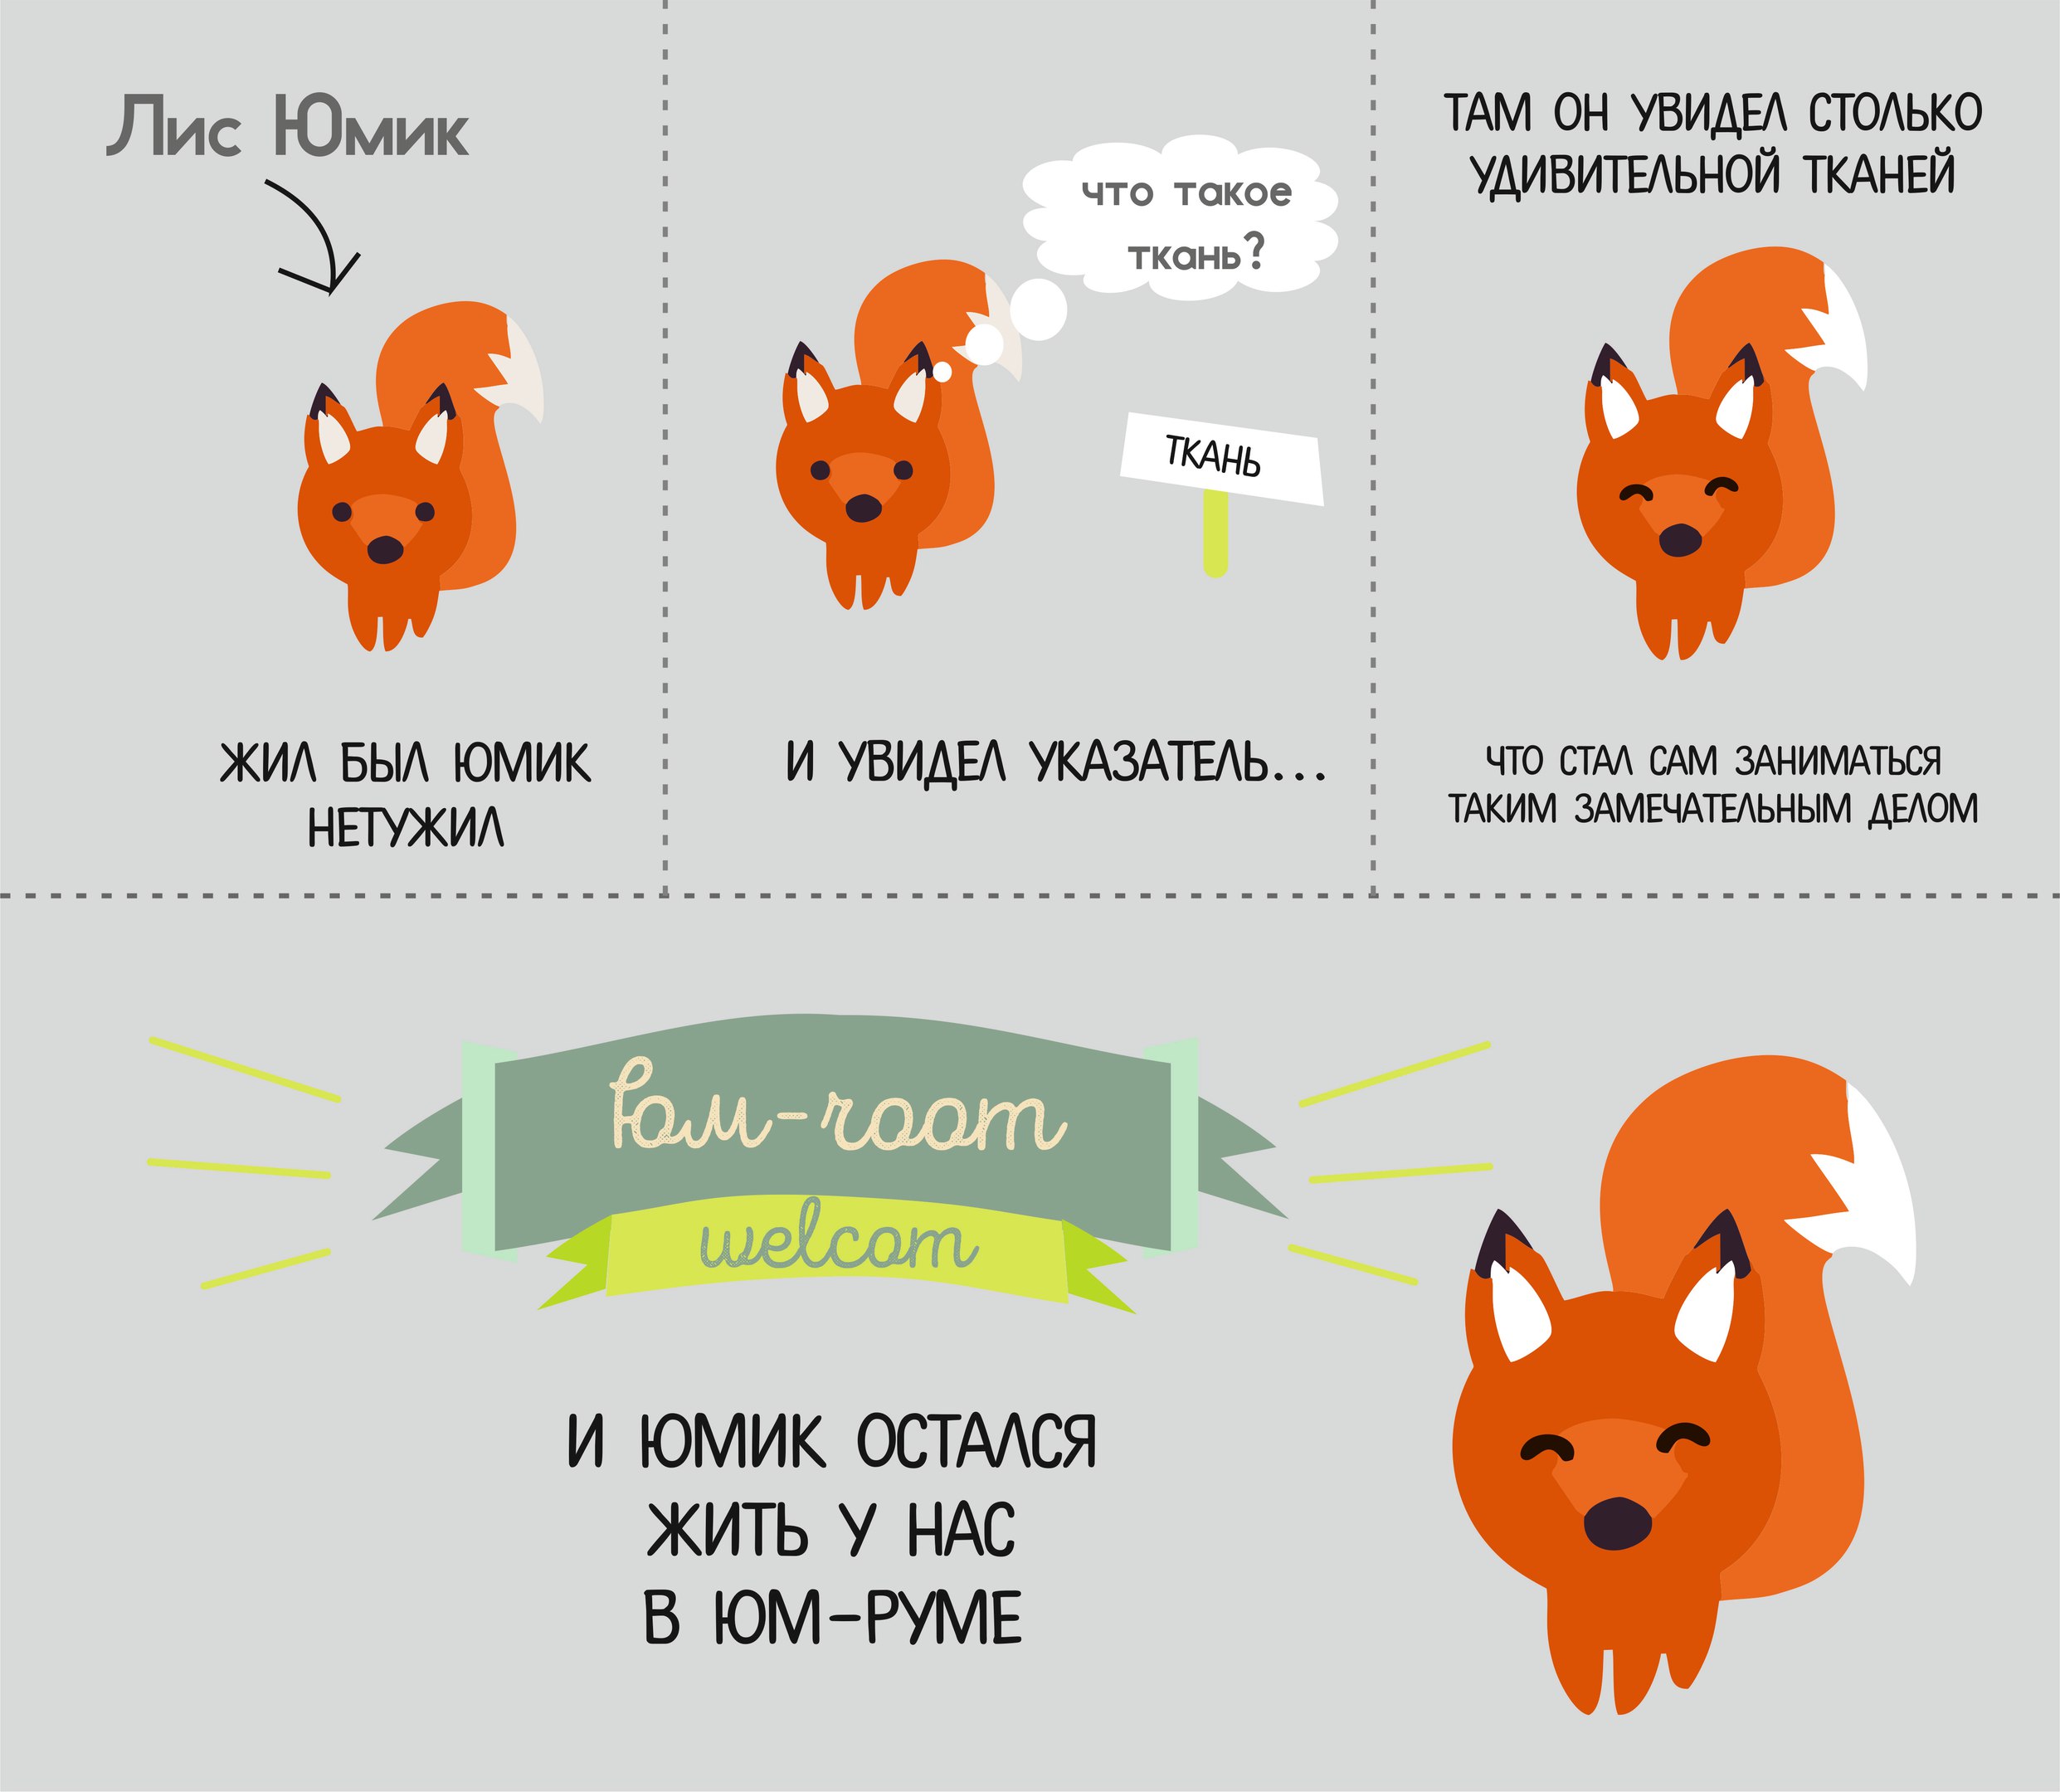 Лис Юмик
ЖИЛ БЫЛ ЮМИК
НЕТУЖИЛ
что такое
ткань?
ТКАНЬ
И УВИДЕЛ УКАЗАТЕЛЬ...
ТАМ ОН УВИДЕЛ СТОЛЬКО
УДИВИТЕЛЬНОЙ ТКАНЕЙ
ЧТО СТАЛ САМ ЗАНИМАТЬСЯ
ТАКИМ ЗАМЕЧАТЕЛЬНЫМ ДЕЛОМ
Юм-room
welcom
И ЮМИК ОСТАЛСЯ
ЖИТЬ У НАС
В ЮМ-РУМЕ